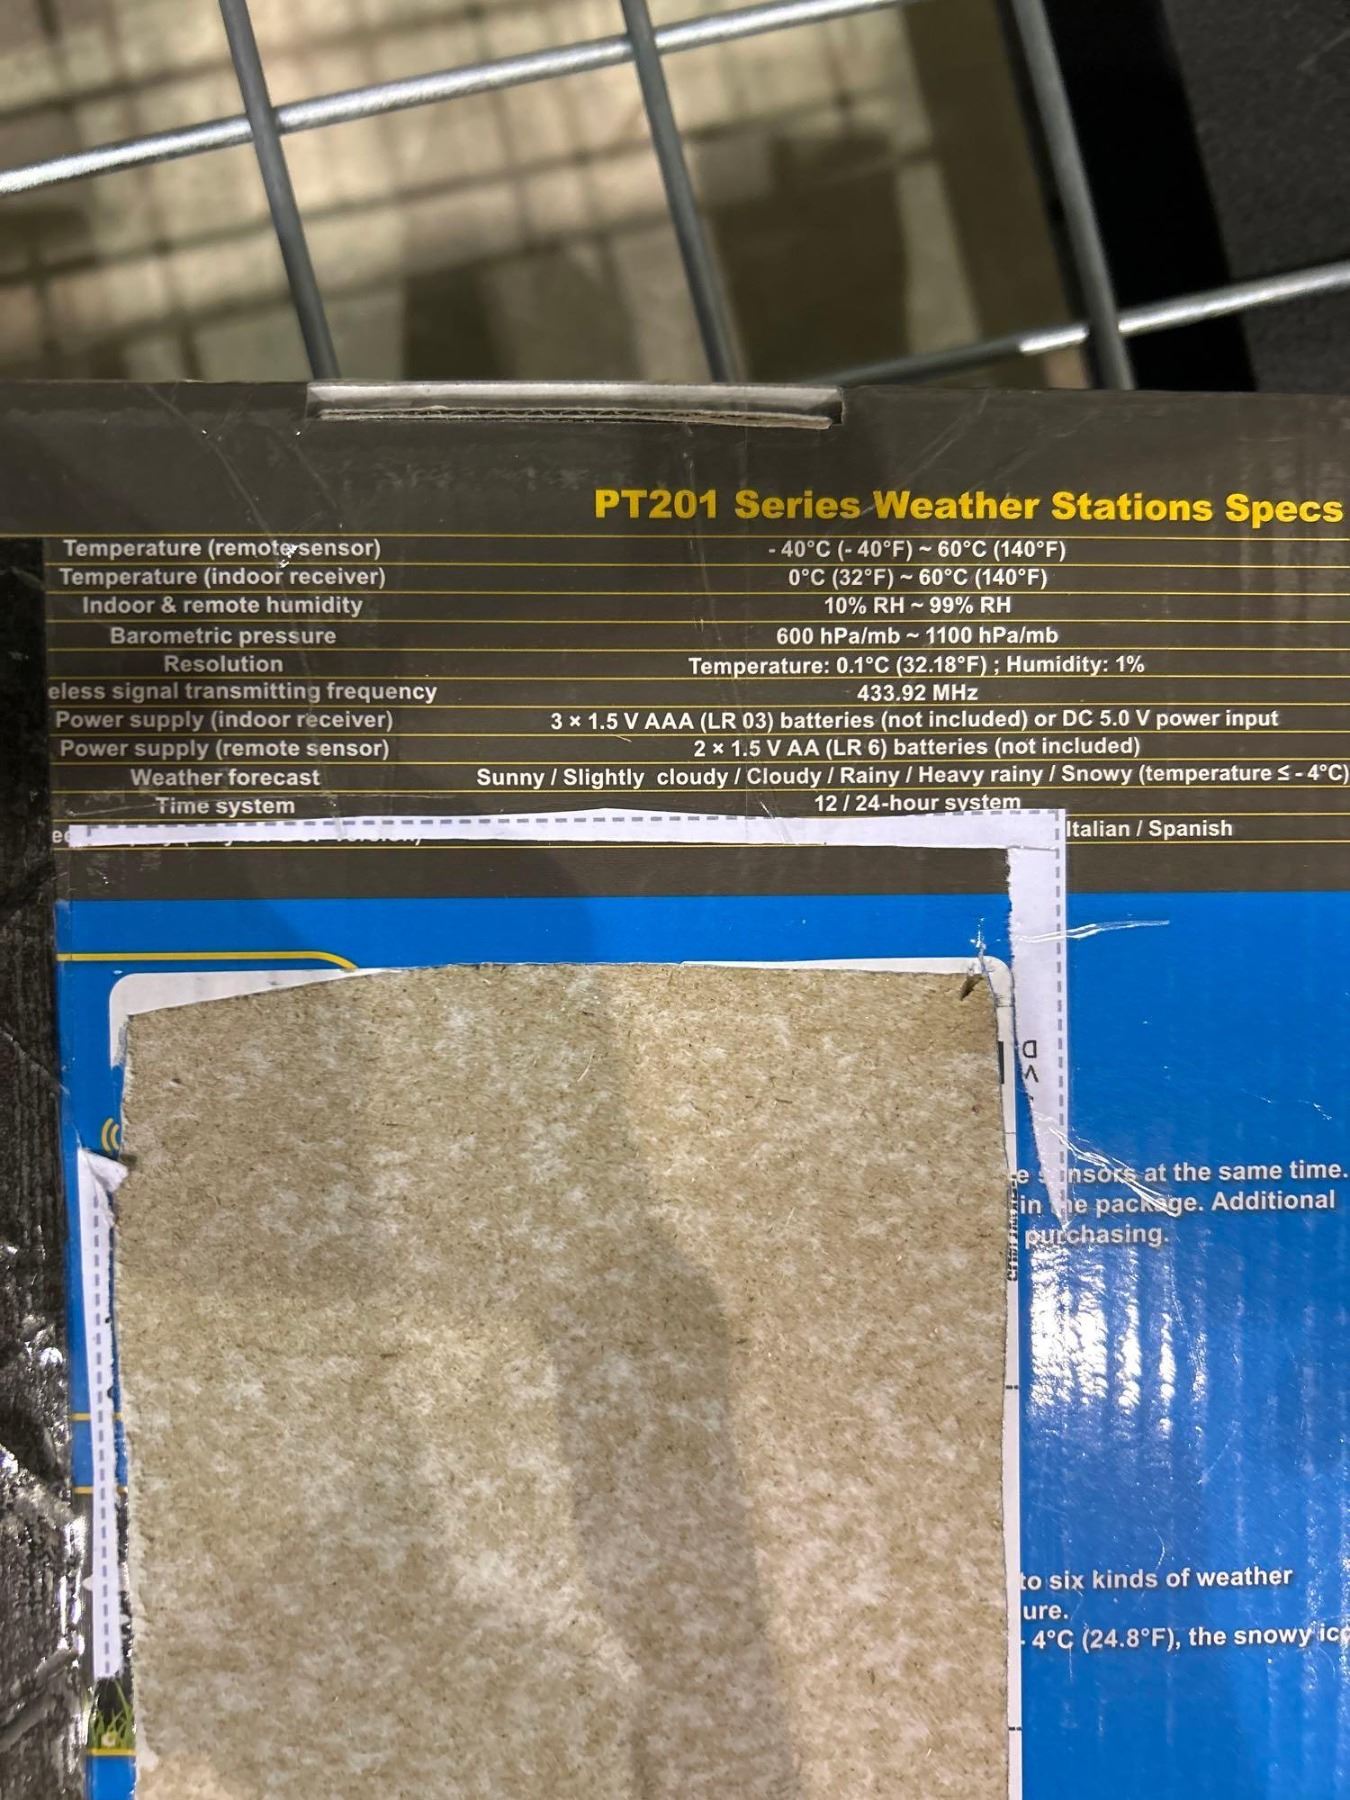 PT201 Series Weather Stations Specs
Temperature (remote sensor) - 40°C (- 40°F) ~ 60°C (140°F)
Temperature (indoor receiver) 0°C (32°F) ~ 60°C (140°F)
Indoor & remote humidity 10% RH ~ 99% RH
Barometric pressure 600 hPa/mb ~ 1100 hPa/mb
Resolution Temperature: 0.1°C (32.18°F) ; Humidity: 1%
eless signal transmitting frequency 433.92 MHz
Power supply (indoor receiver) 3 × 1.5 V AAA (LR 03) batteries (not included) or DC 5.0 V power input
Power supply (remote sensor) 2 × 1.5 V AA (LR 6) batteries (not included)
Weather forecast Sunny / Slightly cloudy / Cloudy / Rainy / Heavy rainy / Snowy (temperature ≤ - 4°C)
Time system 12 / 24-hour system
Italian / Spanish
at the same time.
in the package. Additional
purchasing.
to six kinds of weather
ure.
4°C (24.8°F), the snowy ico